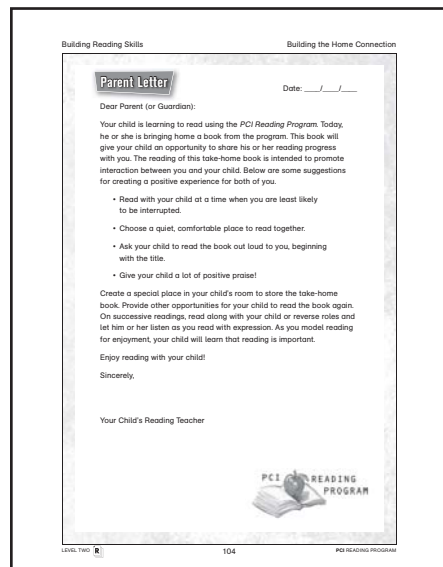 Building Reading Skills
Building the Home Connection
Parent Letter
Date: ___/___/___
Dear Parent (or Guardian):
Your child is learning to read using the PCI Reading Program. Today,
he or she is bringing home a book from the program. This book will
give your child an opportunity to share his or her reading progress
with you. The reading of this take-home book is intended to promote
interaction between you and your child. Below are some suggestions
for creating a positive experience for both of you.
• Read with your child at a time when you are least likely
to be interrupted.
• Choose a quiet, comfortable place to read together.
• Ask your child to read the book out loud to you, beginning
with the title.
• Give your child a lot of positive praise!
Create a special place in your child's room to store the take-home
book. Provide other opportunities for your child to read the book again.
On successive readings, read along with your child or reverse roles and
let him or her listen as you read with expression. As you model reading
for enjoyment, your child will learn that reading is important.
Enjoy reading with your child!
Sincerely,
Your Child's Reading Teacher
PCI READING
PROGRAM
LEVEL TWO R
104
PCI READING PROGRAM